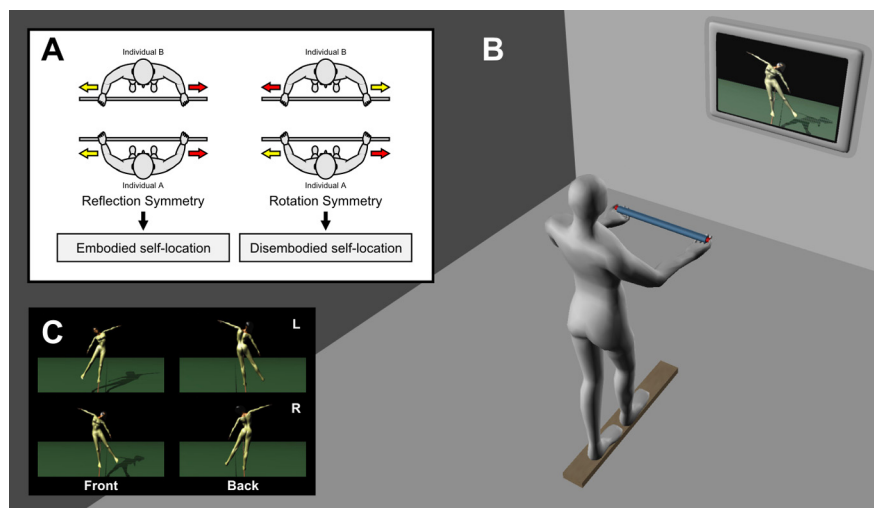 A
Individual B
Individual B
Individual A
Individual A
Reflection Symmetry
Rotation Symmetry
Embodied self-location
Disembodied self-location
B
C
L
R
Front
Back